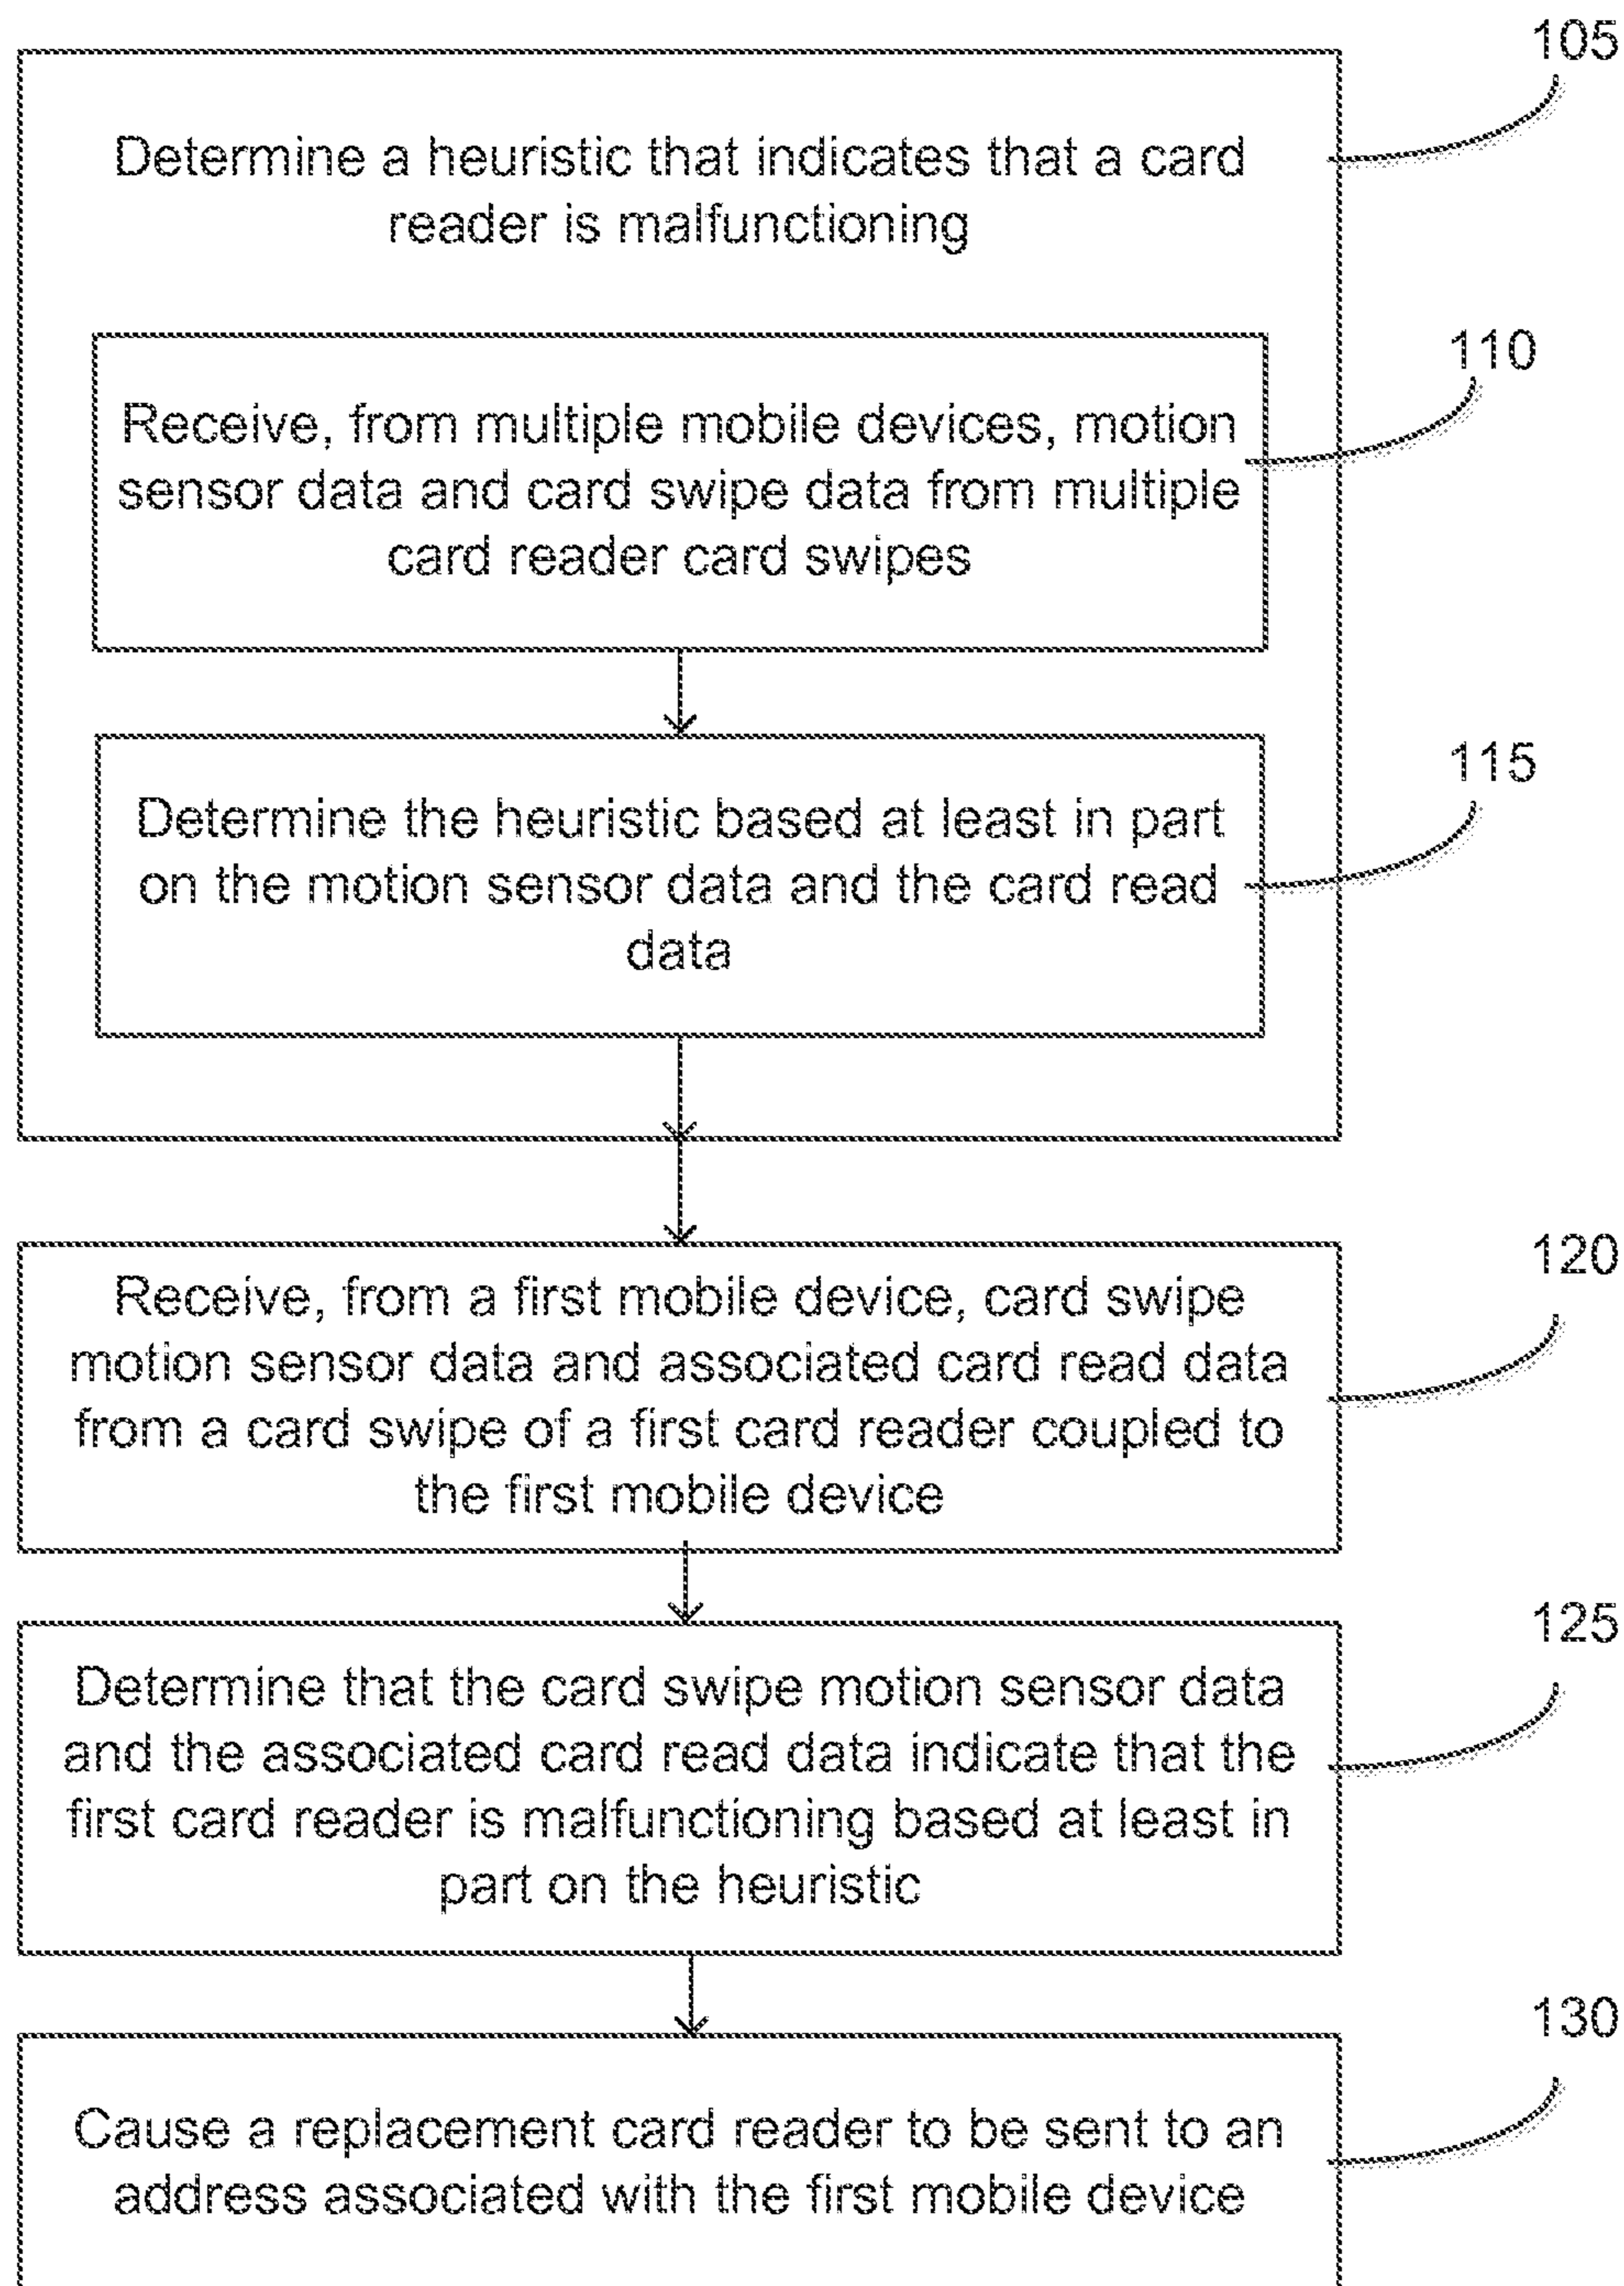 105
Determine a heuristic that indicates that a card
reader is malfunctioning
110
Receive, from multiple mobile devices, motion
sensor data and card swipe data from multiple
card reader card swipes
115
Determine the heuristic based at least in part
on the motion sensor data and the card read
data
120
Receive, from a first mobile device, card swipe
motion sensor data and associated card read data
from a card swipe of a first card reader coupled to
the first mobile device
125
Determine that the card swipe motion sensor data
and the associated card read data indicate that the
first card reader is malfunctioning based at least in
part on the heuristic
130
Cause a replacement card reader to be sent to an
address associated with the first mobile device